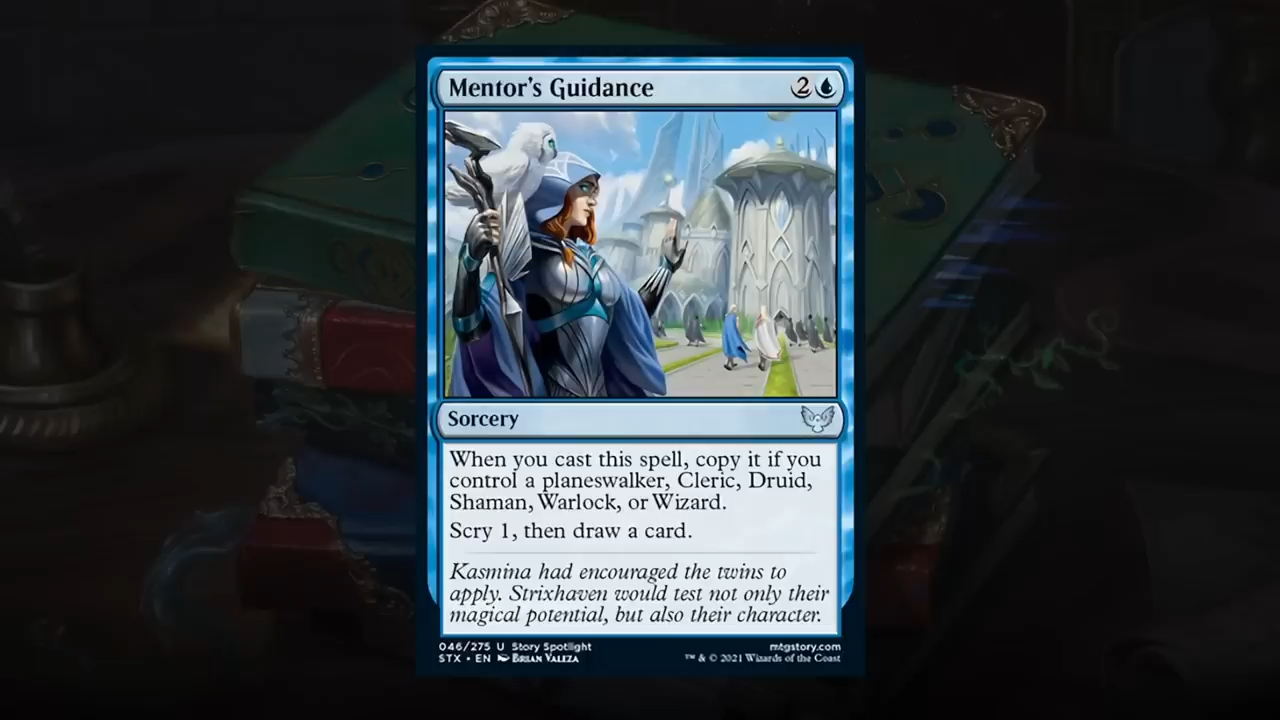 Mentor's Guidance 2
Sorcery
When you cast this spell, copy it if you
control a planeswalker, Cleric, Druid,
Shaman, Warlock, or Wizard.
Scry 1, then draw a card.
Kasmina had encouraged the twins to
apply. Strixhaven would test not only their
magical potential, but also their character.
046/275 U Story Spotlight mtgstory.com
STX • EN Brian Valeza ™ & © 2021 Wizards of the Coast